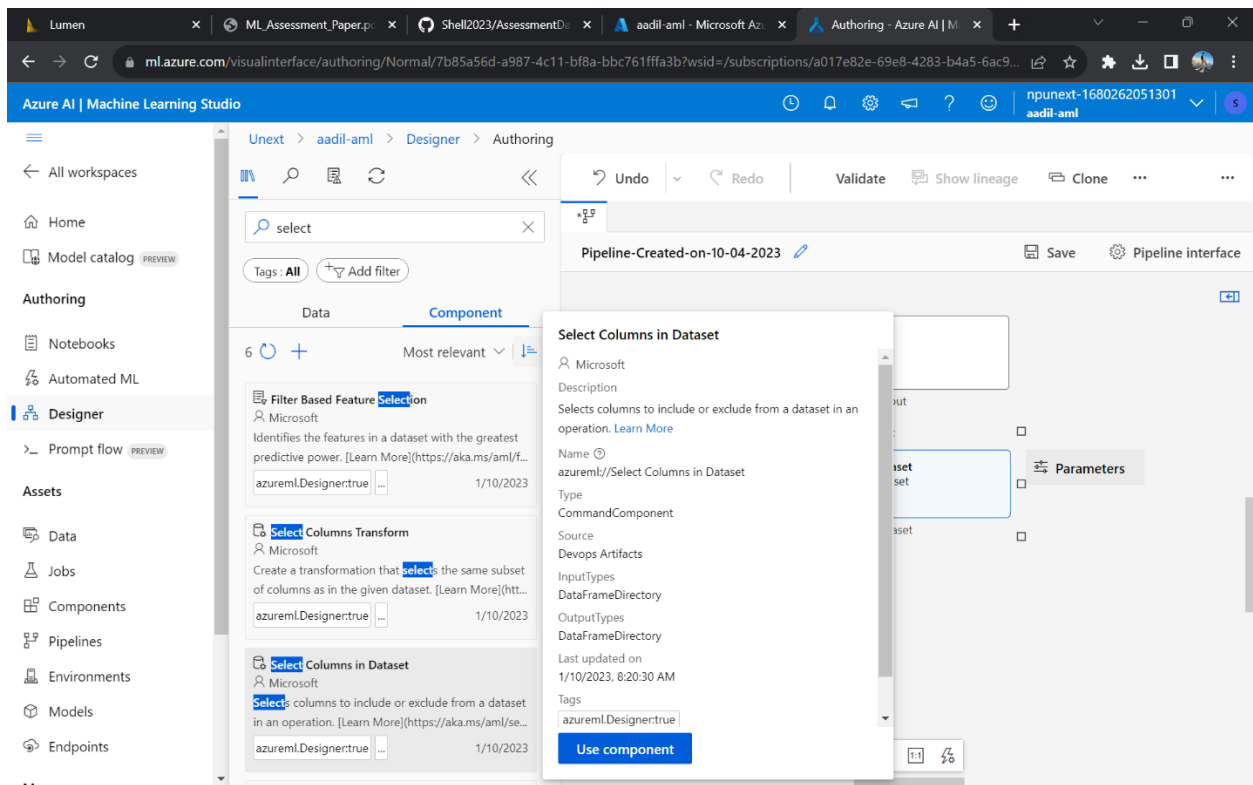 Lumen
ML_Assessment_Paper.pc
Shell2023/AssessmentDa
aadil-aml - Microsoft Az
Authoring - Azure AI | M
ml.azure.com/visualinterface/authoring/Normal/7b85a56d-a987-4c11-bf8a-bbc761fffa3b?wsid=/subscriptions/a017e82e-69e8-4283-b4a5-6ac9...
Azure AI | Machine Learning Studio
npunext-1680262051301
aadil-aml
S
All workspaces
Home
Model catalog PREVIEW
Authoring
Notebooks
Automated ML
Designer
Prompt flow PREVIEW
Assets
Data
Jobs
Components
Pipelines
Environments
Models
Endpoints
Unext > aadil-aml > Designer > Authoring
select
Tags : All
Add filter
Data
Component
6
Most relevant
Filter Based Feature Selection
Microsoft
Identifies the features in a dataset with the greatest
predictive power. [Learn More](https://aka.ms/aml/f...
azureml.Designer:true ...
1/10/2023
Select Columns Transform
Microsoft
Create a transformation that selects the same subset
of columns as in the given dataset. [Learn More](htt...
azureml.Designer:true ...
1/10/2023
Select Columns in Dataset
Microsoft
Selects columns to include or exclude from a dataset
in an operation. [Learn More](https://aka.ms/aml/se...
azureml.Designer:true ...
1/10/2023
Undo
Redo
Validate
Show lineage
Clone
...
...
Pipeline-Created-on-10-04-2023
Save
Pipeline interface
Select Columns in Dataset
Microsoft
Description
Selects columns to include or exclude from a dataset in an
operation. Learn More
Name
azureml://Select Columns in Dataset
Type
CommandComponent
Source
Devops Artifacts
InputTypes
DataFrameDirectory
OutputTypes
DataFrameDirectory
Last updated on
1/10/2023, 8:20:30 AM
Tags
azureml.Designer:true
Use component
Parameters
1:1